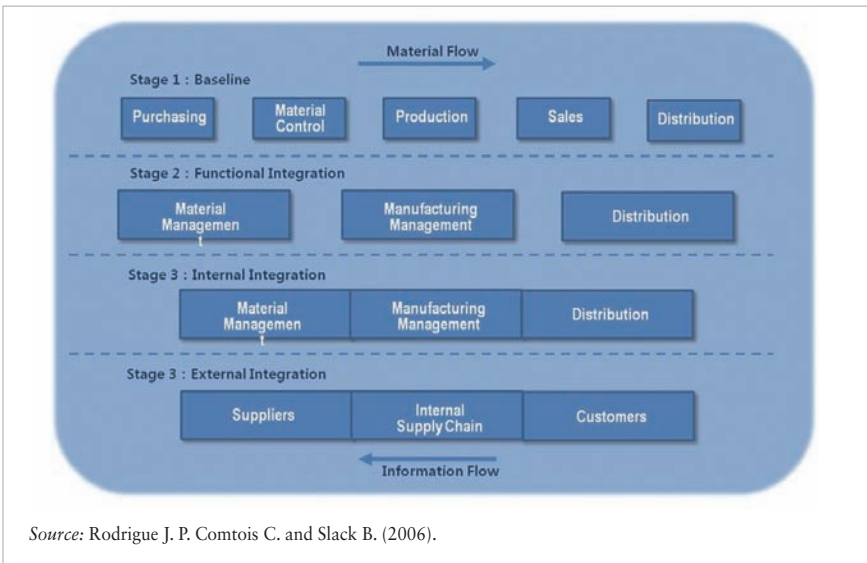 Material Flow
Stage 1 : Baseline
Purchasing
Material
Control
Production
Sales
Distribution
Stage 2 : Functional Integration
Material
Managemen
t
Manufacturing
Management
Distribution
Stage 3 : Internal Integration
Material
Managemen
t
Manufacturing
Management
Distribution
Stage 3 : External Integration
Suppliers
Internal
Supply Chain
Customers
Information Flow
Source: Rodrigue J. P. Comtois C. and Slack B. (2006).